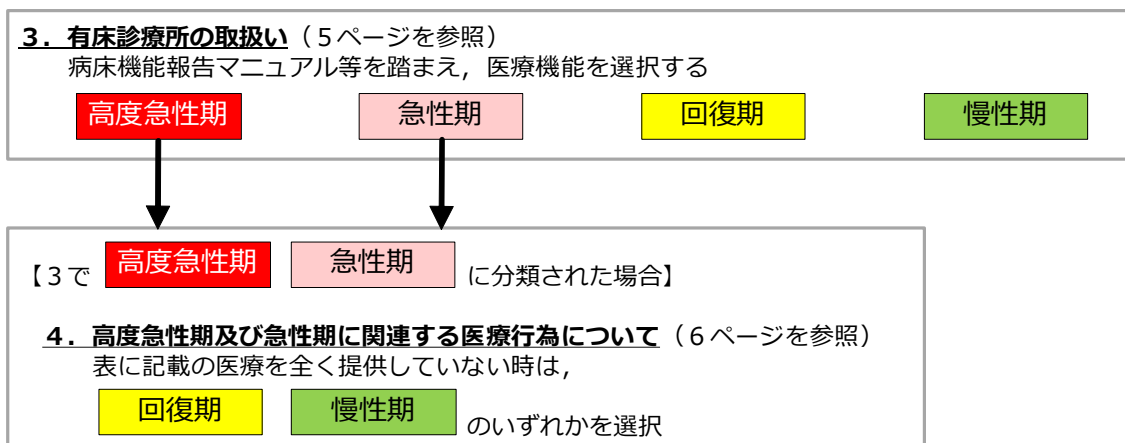 ３．有床診療所の取扱い（５ページを参照）
病床機能報告マニュアル等を踏まえ，医療機能を選択する
高度急性期 急性期 回復期 慢性期
【３で 高度急性期 急性期 に分類された場合】
４．高度急性期及び急性期に関連する医療行為について（６ページを参照）
表に記載の医療を全く提供していない時は，
回復期 慢性期 のいずれかを選択